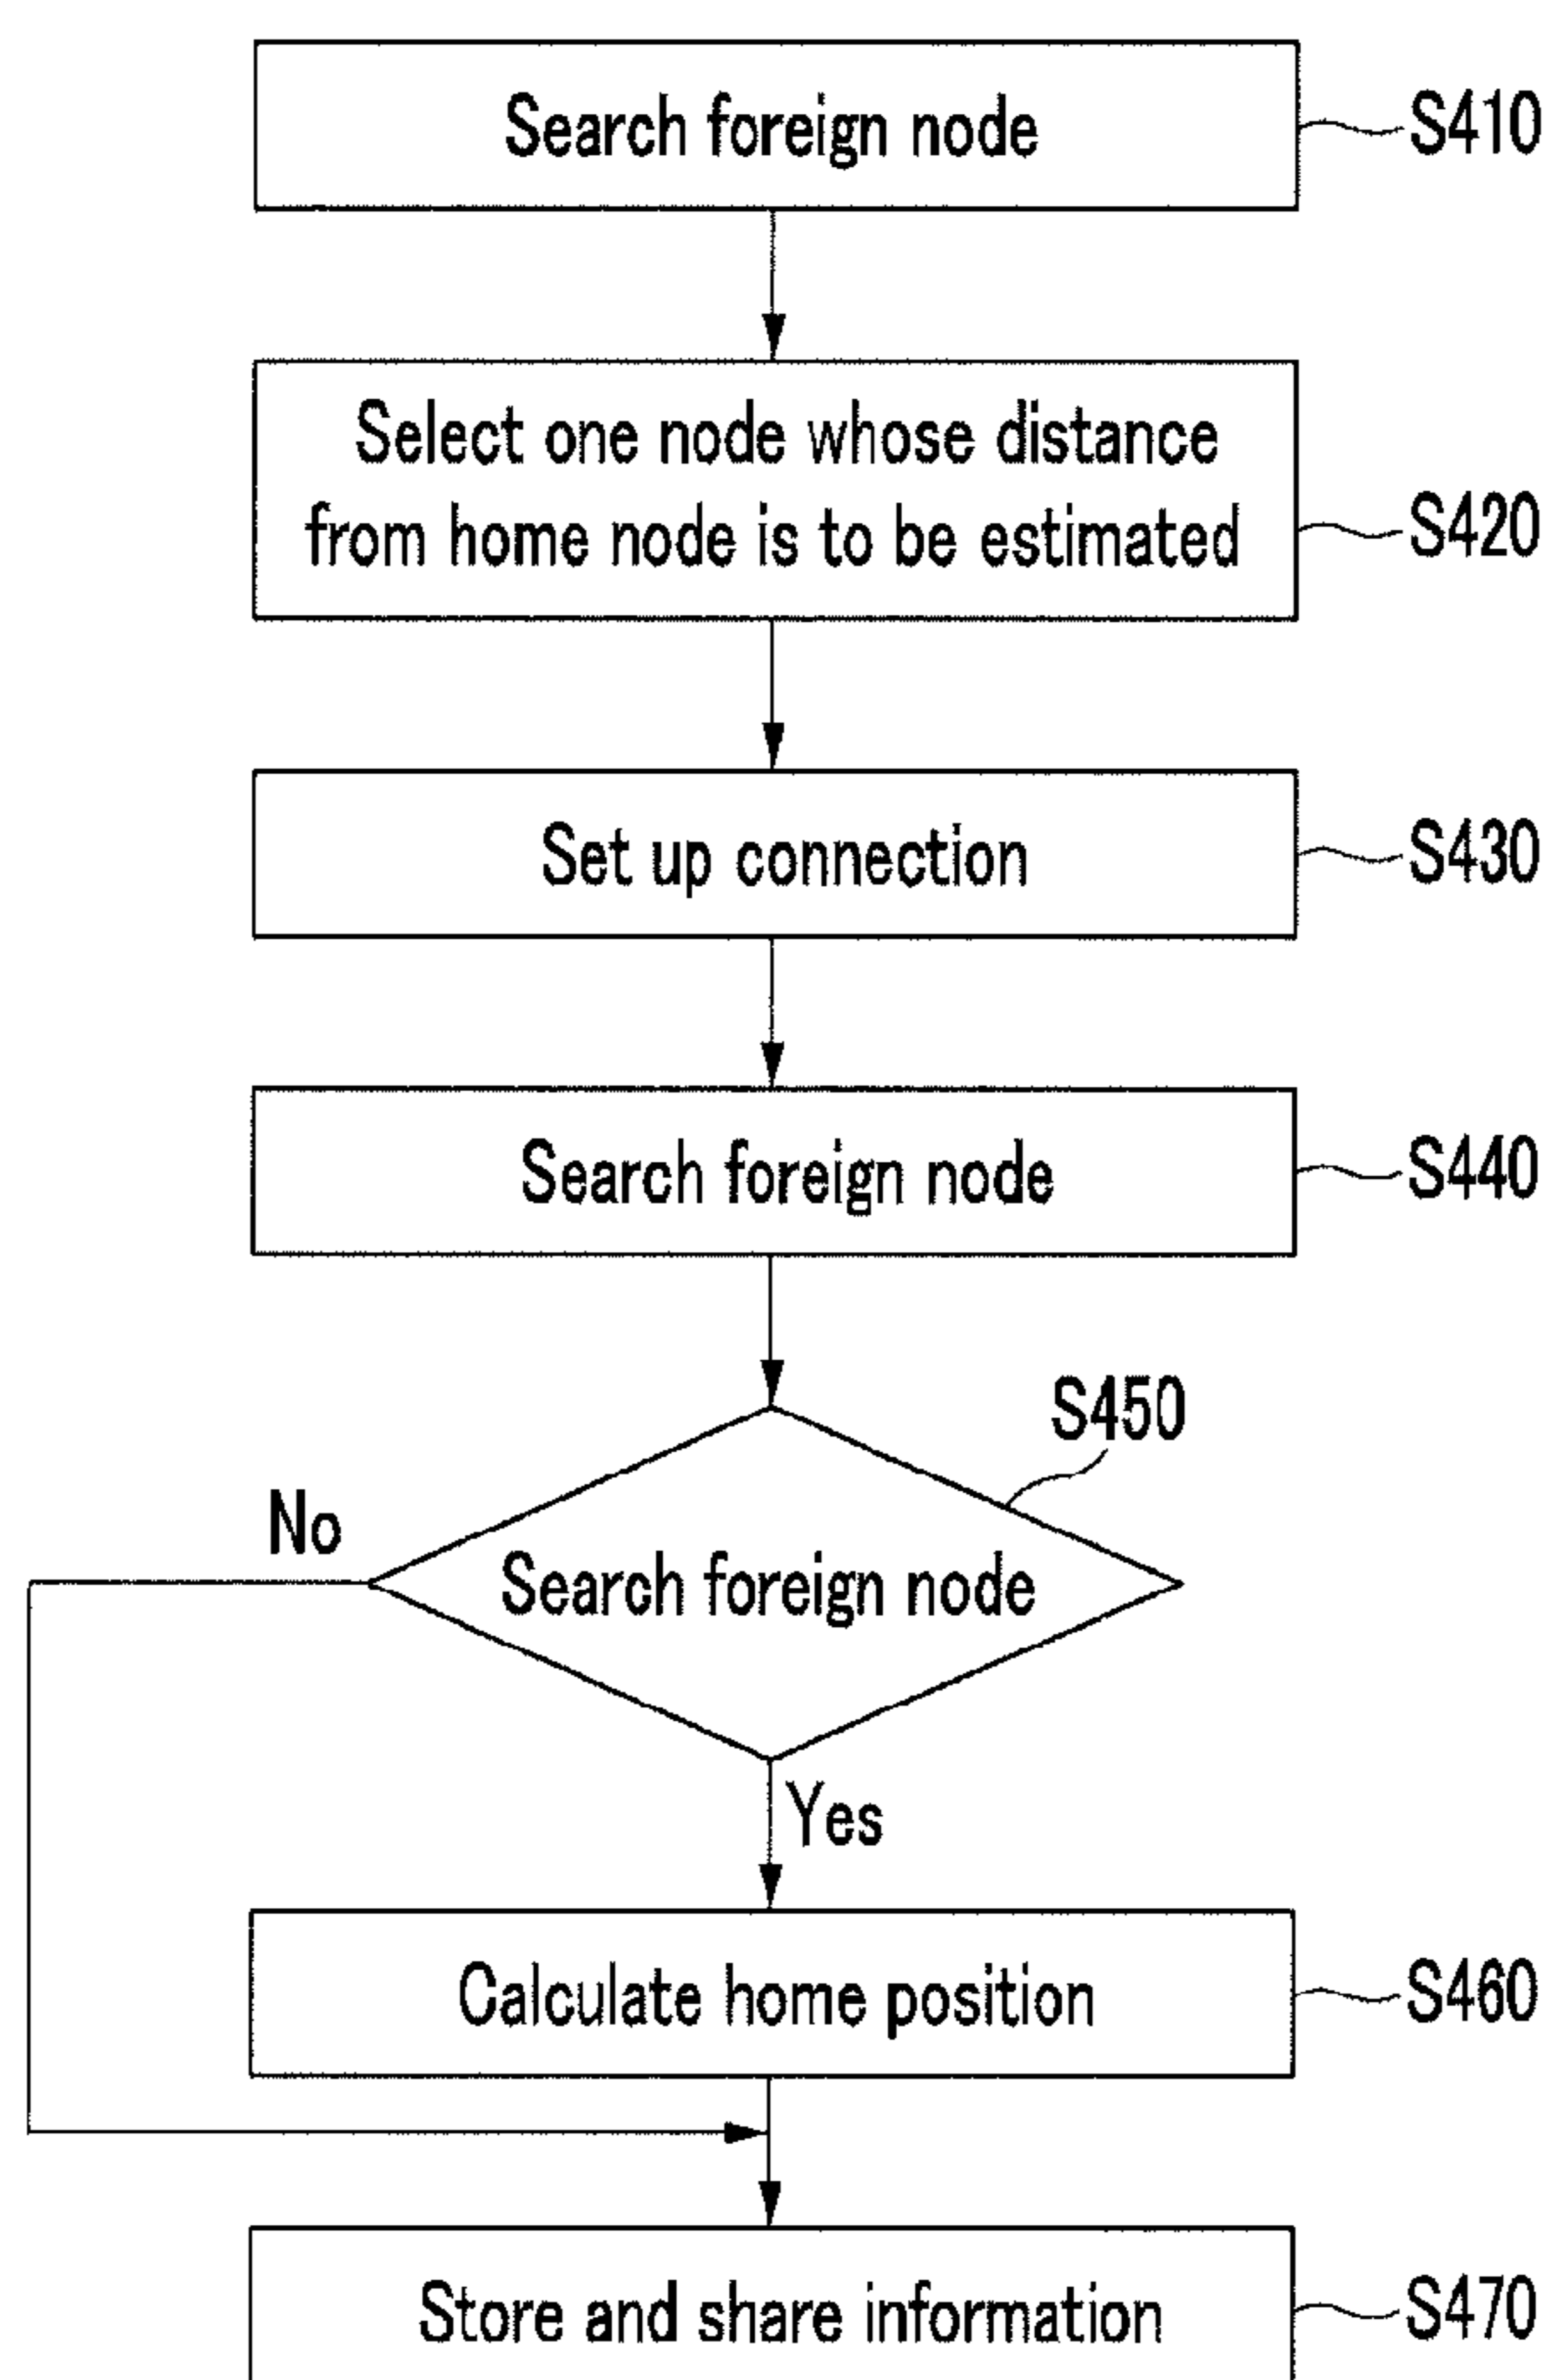 Search foreign node
S410
Select one node whose distance
from home node is to be estimated
S420
Set up connection
S430
Search foreign node
S440
S450
No
Search foreign node
Yes
Calculate home position
S460
Store and share information
S470